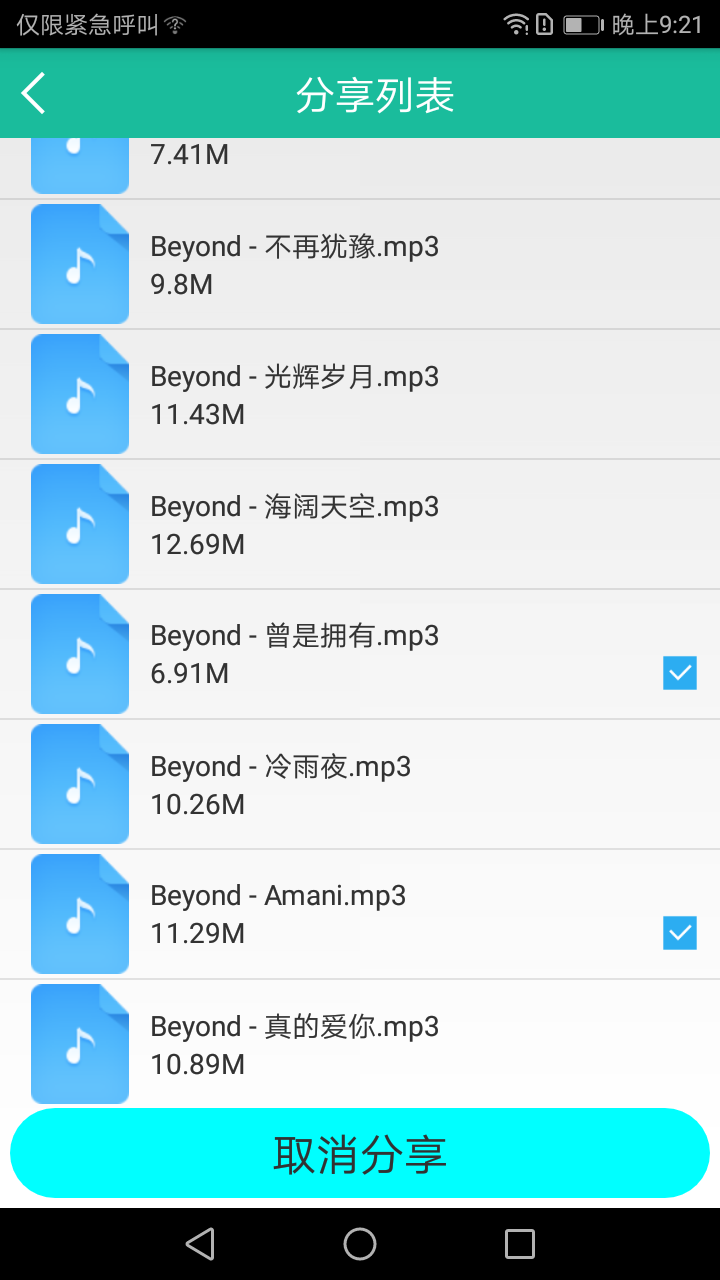 仅限紧急呼叫
晚上9:21
分享列表
7.41M
Beyond - 不再犹豫.mp3
9.8M
Beyond - 光辉岁月.mp3
11.43M
Beyond - 海阔天空.mp3
12.69M
Beyond - 曾是拥有.mp3
6.91M
Beyond - 冷雨夜.mp3
10.26M
Beyond - Amani.mp3
11.29M
Beyond - 真的爱你.mp3
10.89M
取消分享